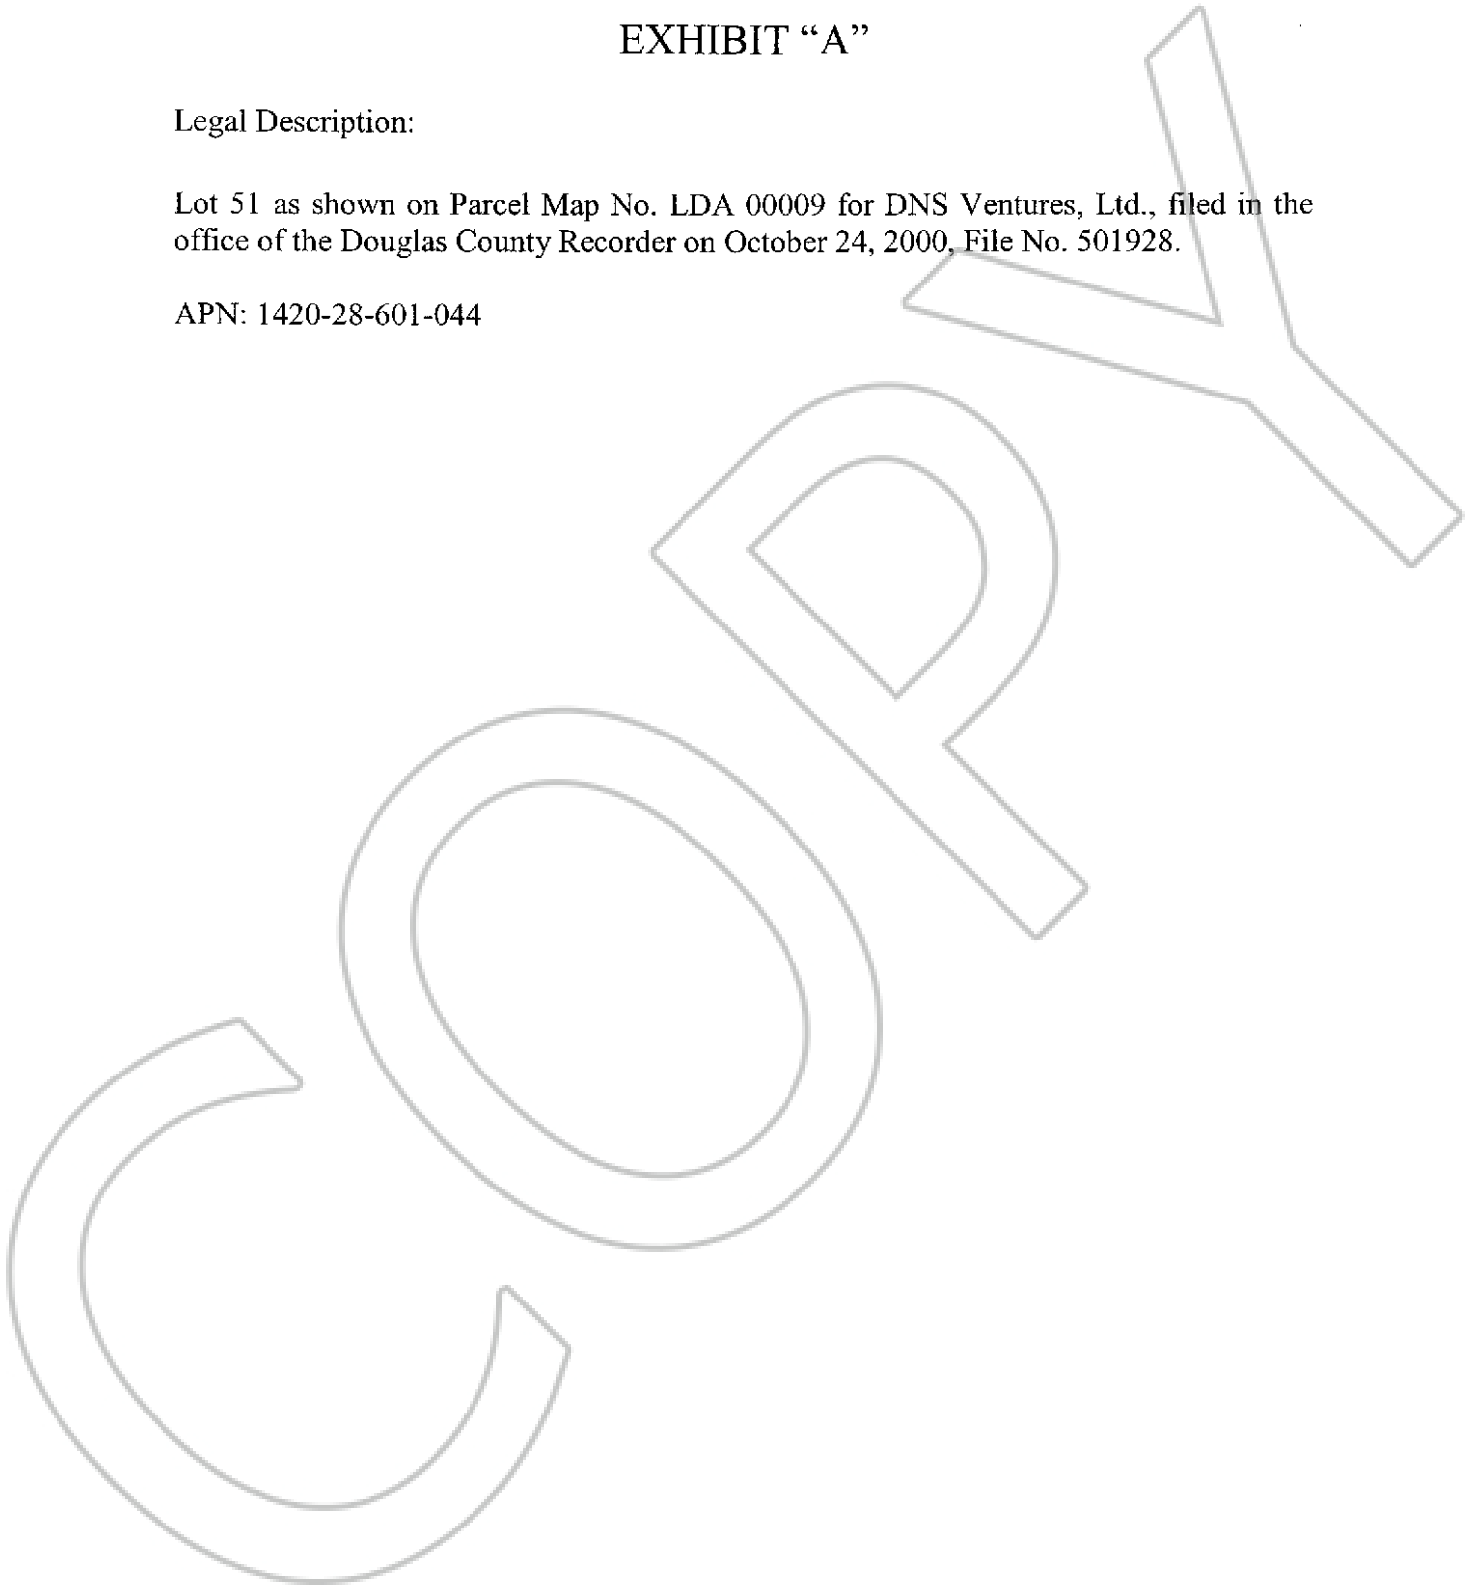 EXHIBIT “A”
Legal Description:
Lot 51 as shown on Parcel Map No. LDA 00009 for DNS Ventures, Ltd., filed in the
office of the Douglas County Recorder on October 24, 2000, File No. 501928.
APN: 1420-28-601-044
COPY